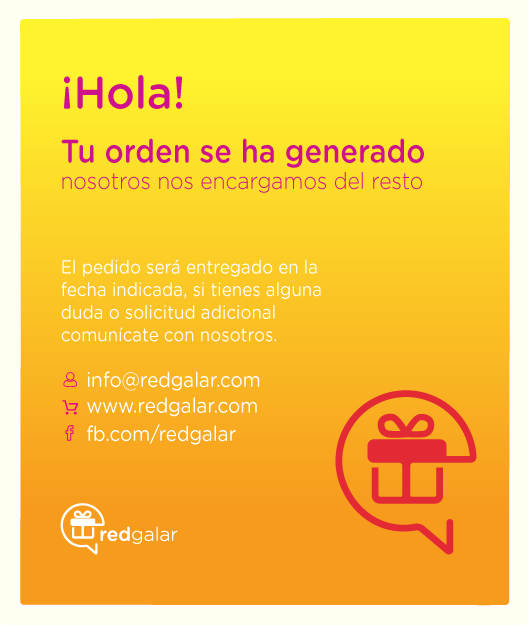 ¡Hola!
Tu orden se ha generado
nosotros nos encargamos del resto
El pedido será entregado en la
fecha indicada, si tienes alguna
duda o solicitud adicional
comunícate con nosotros.
info@redgalar.com
www.redgalar.com
fb.com/redgalar
redgalar